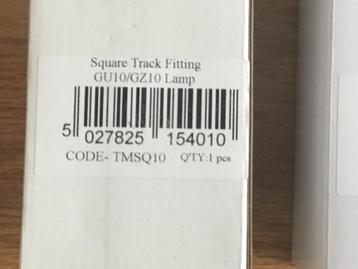 Square Track Fitting
GU10/GZ10 Lamp
5 027825 154010
CODE- TMSQ10 QTY:1 pcs